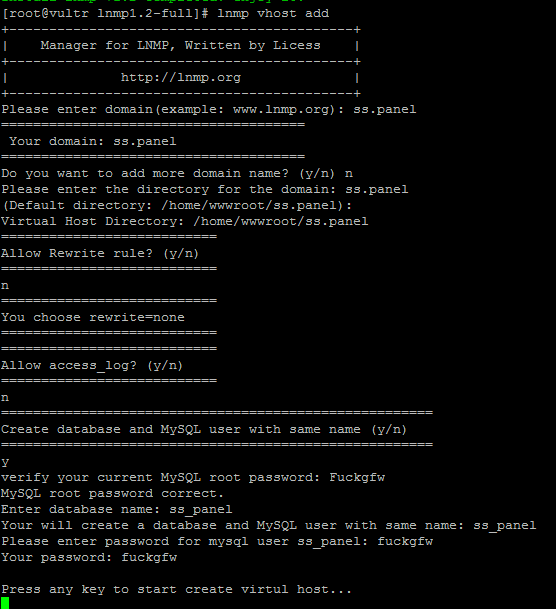 [root@vultr lnmp1.2-full]# lnmp vhost add
+-------------------------------------------+
|    Manager for LNMP, Written by Licess    |
+-------------------------------------------+
|              http://lnmp.org              |
+-------------------------------------------+
Please enter domain(example: www.lnmp.org): ss.panel
======================================
 Your domain: ss.panel
======================================
Do you want to add more domain name? (y/n) n
Please enter the directory for the domain: ss.panel
(Default directory: /home/wwwroot/ss.panel):
Virtual Host Directory: /home/wwwroot/ss.panel
===========================
Allow Rewrite rule? (y/n)
===========================
n
===========================
You choose rewrite=none
===========================
===========================
Allow access_log? (y/n)
===========================
n
======================================================
Create database and MySQL user with same name (y/n)
======================================================
y
verify your current MySQL root password: Fuckgfw
MySQL root password correct.
Enter database name: ss_panel
Your will create a database and MySQL user with same name: ss_panel
Please enter password for mysql user ss_panel: fuckgfw
Your password: fuckgfw
Press any key to start create virtul host...